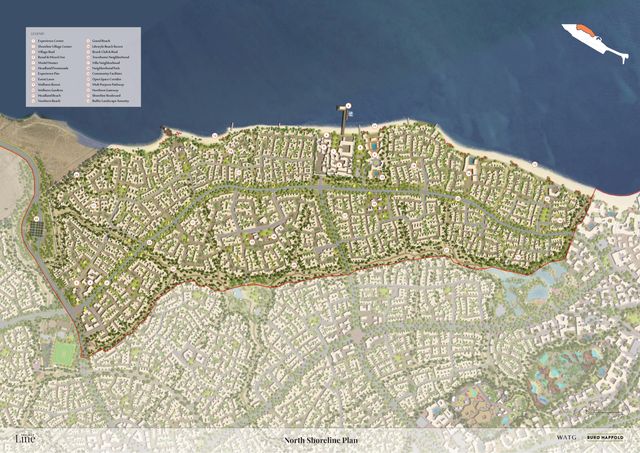 LEGEND
Experience Center
Shoreline Village Center
Village Road
Retail & Mixed Use
Model Homes
Headland Promenade
Experience Pier
Event Lawn
Wellness Resort
Wellness Gardens
Headland Beach
Northern Beach
Grand Beach
Lifestyle Beach Resort
Beach Club & Bar
Townhome Neighborhood
Villa Neighborhood
Neighborhood Park
Community Facilities
Open Space Corridor
Multi-Purpose Pathway
Northern Gateway
Shoreline Boulevard
Buffer Landscape Amenity
North Shoreline Plan
WATG
BURO HAPPOLD